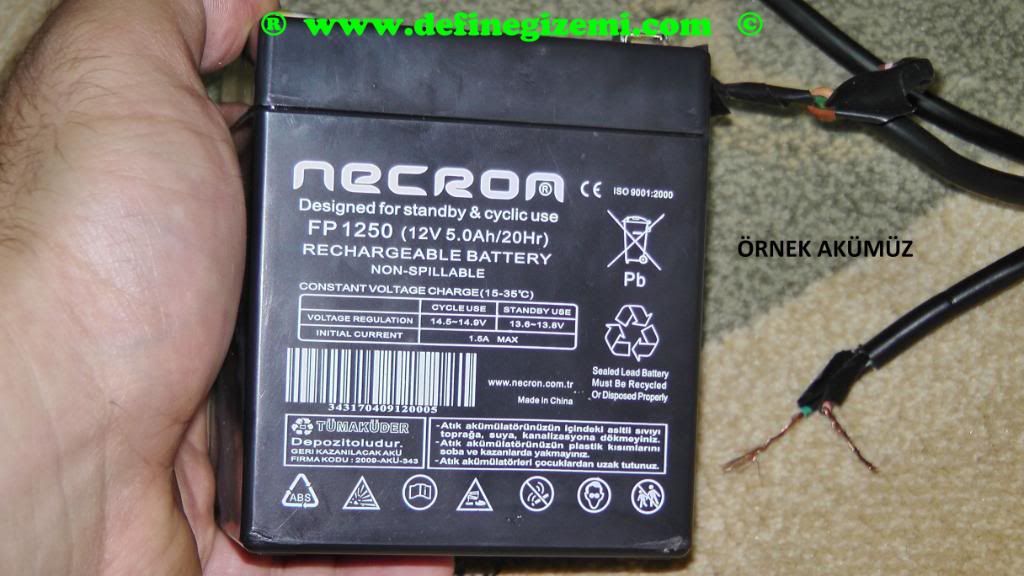 ® www.definegizemi.com ©
necron®
CE ISO 9001:2000
Designed for standby & cyclic use
FP1250 (12V 5.0Ah/20Hr)
RECHARGEABLE BATTERY
NON-SPILLABLE
Pb
ÖRNEK AKÜMÜZ
CONSTANT VOLTAGE CHARGE(15-35℃)
CYCLE USE STANDBY USE
VOLTAGE REGULATION 14.5~14.9V 13.6~13.8V
INITIAL CURRENT 1.5A MAX
Sealed Lead Battery
Must Be Recycled
Or Disposed Properly
www.necron.com.tr
Made in China
343170409120005
TÜMAKÜDER
Depozitoludur.
GERİ KAZANILACAK AKÜ
FIRMA KODU : 2009-AKÜ-343
-Atık akümülatörünüzün içindeki asitli sıvıyı
toprağa, suya, kanalizasyona dökmeyiniz.
-Atık akümülatörünüzün plastik kısımlarını
soba ve kazanlarda yakmayınız.
-Atık akümülatörleri çocuklardan uzak tutunuz.
ABS